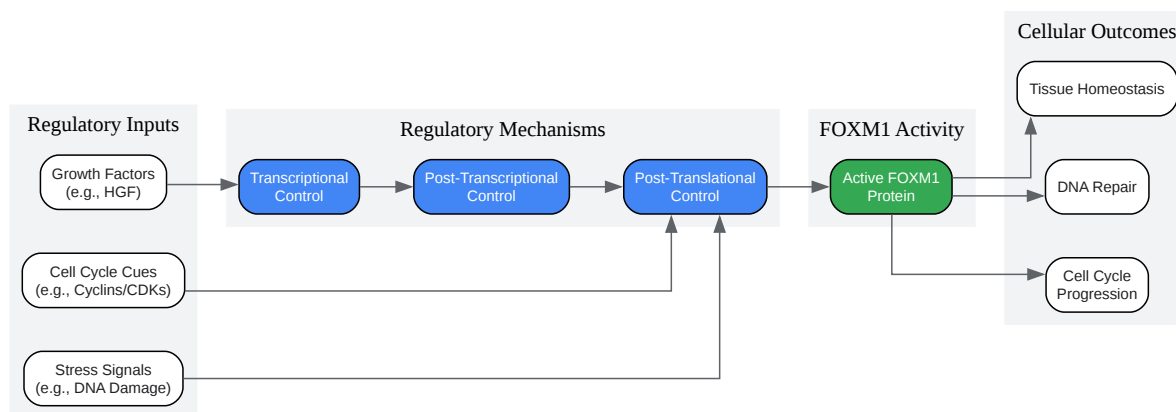 Regulatory Inputs
Growth Factors
(e.g., HGF)
Cell Cycle Cues
(e.g., Cyclins/CDKs)
Stress Signals
(e.g., DNA Damage)
Regulatory Mechanisms
Transcriptional
Control
Post-Transcriptional
Control
Post-Translational
Control
FOXM1 Activity
Active FOXM1
Protein
Cellular Outcomes
Tissue Homeostasis
DNA Repair
Cell Cycle
Progression